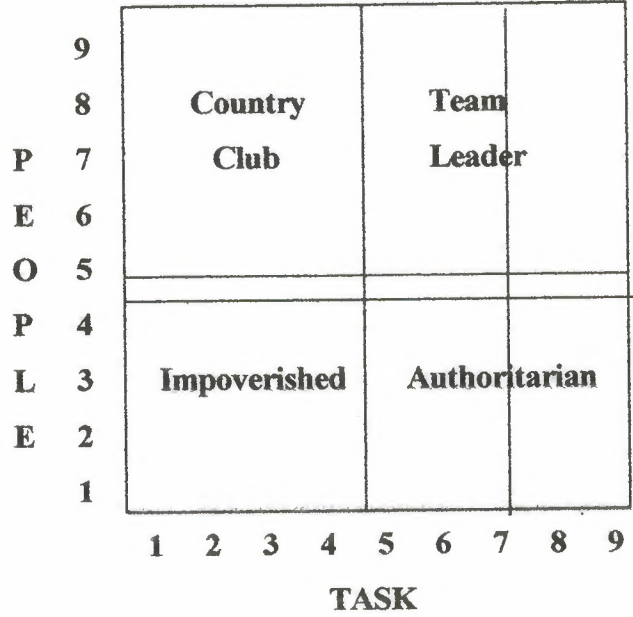 9
8 Country Team
P 7 Club Leader
E 6
O 5
P 4
L 3 Impoverished Authoritarian
E 2
1
1 2 3 4 5 6 7 8 9
TASK